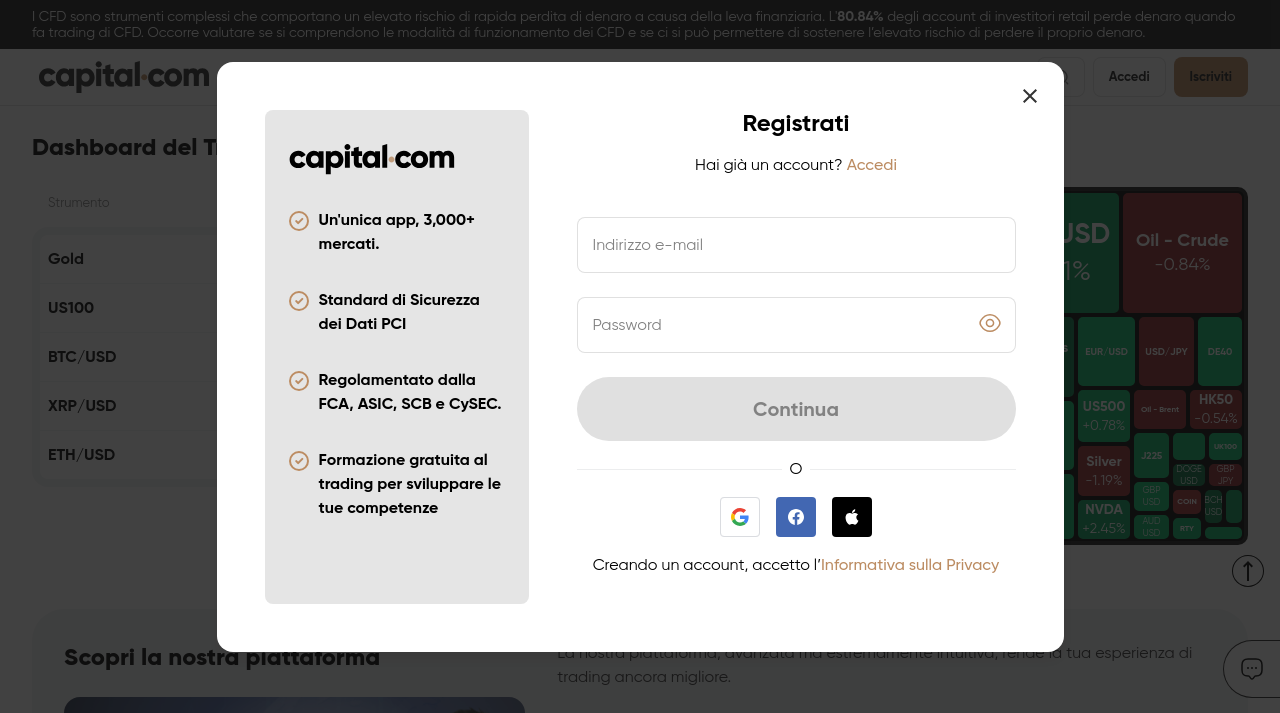 I CFD sono strumenti complessi che comportano un elevato rischio di rapida perdita di denaro a causa della leva finanziaria. L'80.84% degli account di investitori retail perde denaro quando
fa trading di CFD. Occorre valutare se si comprendono le modalità di funzionamento dei CFD e se ci si può permettere di sostenere l'elevato rischio di perdere il proprio denaro.
capital.com
Accedi
Iscriviti
Dashboard del T
Strumento
Gold
US100
BTC/USD
XRP/USD
ETH/USD
capital.com
Un'unica app, 3,000+
mercati.
Standard di Sicurezza
dei Dati PCI
Regolamentato dalla
FCA, ASIC, SCB e CySEC.
Formazione gratuita al
trading per sviluppare le
tue competenze
Registrati
Hai già un account? Accedi
Indirizzo e-mail
Password
Continua
O
Creando un account, accetto l’Informativa sulla Privacy
USD
1%
Oil - Crude
-0.84%
EUR/USD
USD/JPY
DE40
US500
+0.78%
Oil - Brent
HK50
-0.54%
Silver
-1.19%
J225
UK100
DOGE
USD
GBP
JPY
GBP
USD
COIN
BCH
USD
NVDA
+2.45%
AUD
USD
RTY
Scopri la nostra piattaforma
La nostra piattaforma, avanzata ma estremamente intuitiva, rende la tua esperienza di
trading ancora migliore.